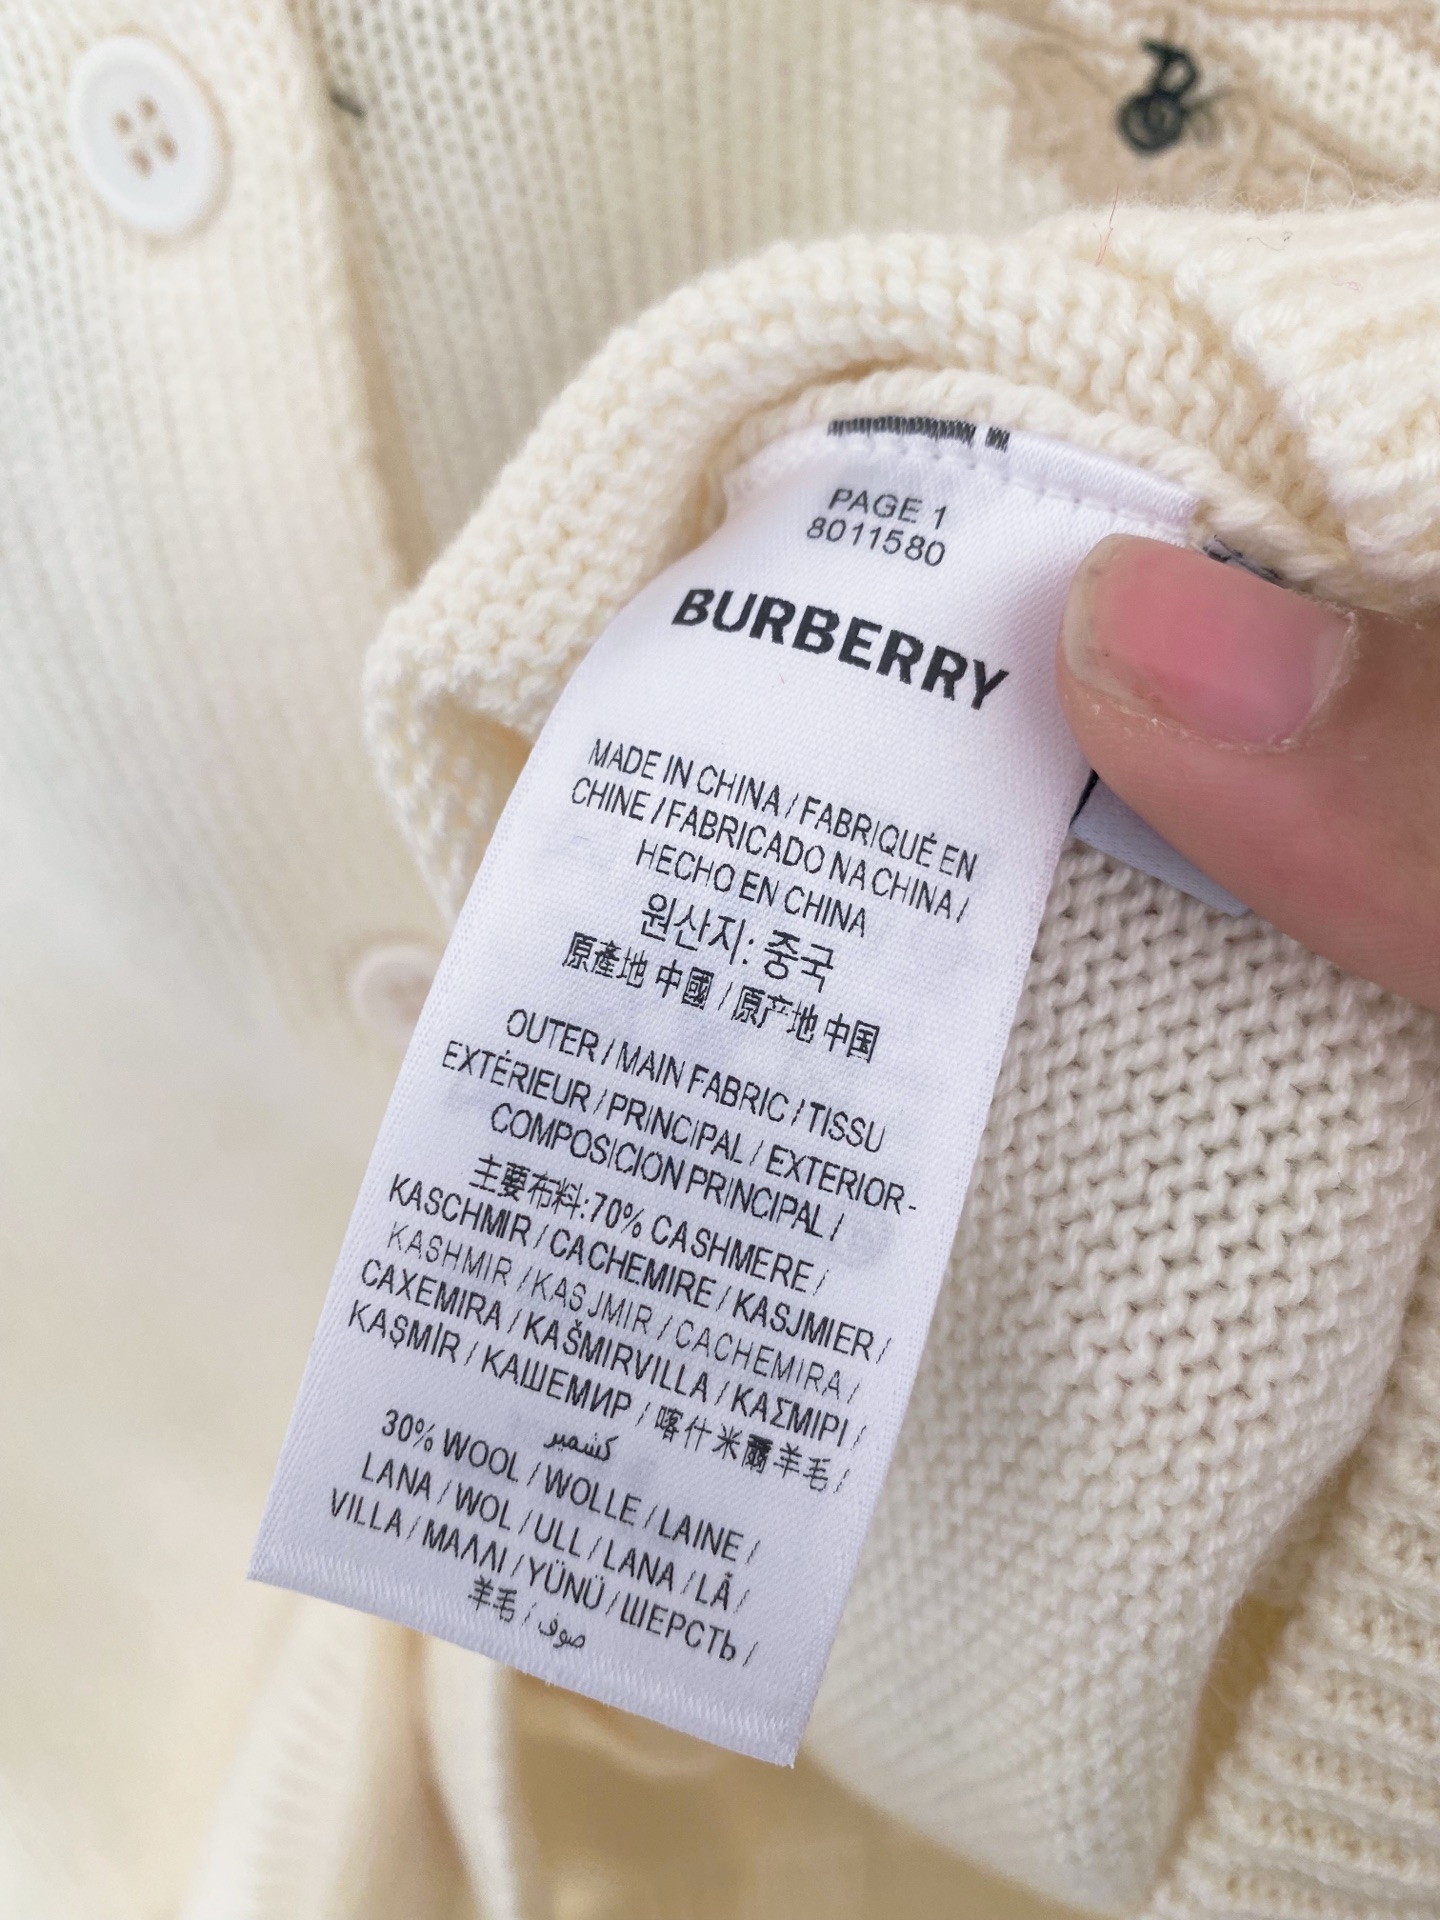 PAGE 1
8011580
BURBERRY
MADE IN CHINA / FABRIQUÉ EN
CHINE / FABRICADO NA CHINA /
HECHO EN CHINA
원산지: 중국
原產地 中國 / 原产地 中国
OUTER / MAIN FABRIC / TISSU
EXTÉRIEUR / PRINCIPAL / EXTERIOR-
COMPOSICION PRINCIPAL /
主要布料:70% CASHMERE /
KASCHMIR / CACHEMIRE / KASJMIER /
KASHMIR / KASJMIR / CACHEMIRA /
CAXEMIRA / KAŠMIRVILLA / ΚΑΣΜΙΡΙ /
KAŞMİR / КАШЕМИР / 喀什米爾羊毛 /
كشمير
30% WOOL / WOLLE / LAINE /
LANA / WOL / ULL / LANA / LÃ /
VILLA / ΜΑΛΛΙ / YÜNÜ / ШЕРСТЬ /
羊毛 / صوف